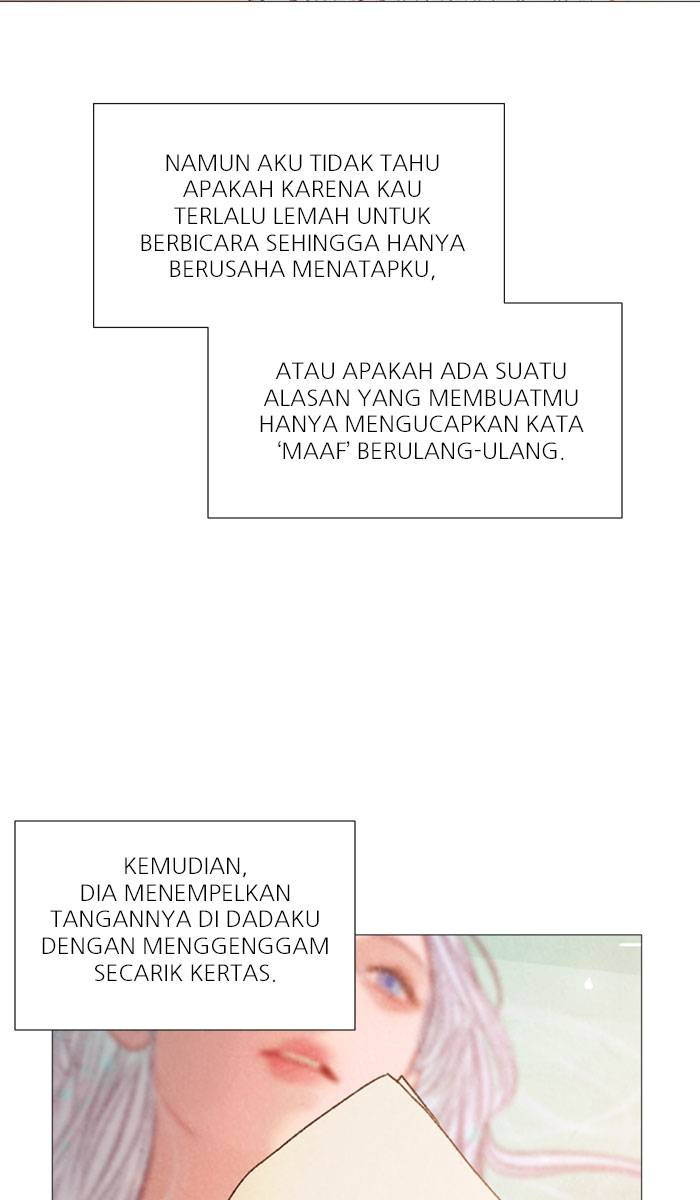 NAMUN AKU TIDAK TAHU
APAKAH KARENA KAU
TERLALU LEMAH UNTUK
BERBICARA SEHINGGA HANYA
BERUSAHA MENATAPKU,
ATAU APAKAH ADA SUATU
ALASAN YANG MEMBUATMU
HANYA MENGUCAPKAN KATA
‘MAAF’ BERULANG-ULANG.
KEMUDIAN,
DIA MENEMPELKAN
TANGANNYA DI DADAKU
DENGAN MENGGENGGAM
SECARIK KERTAS.